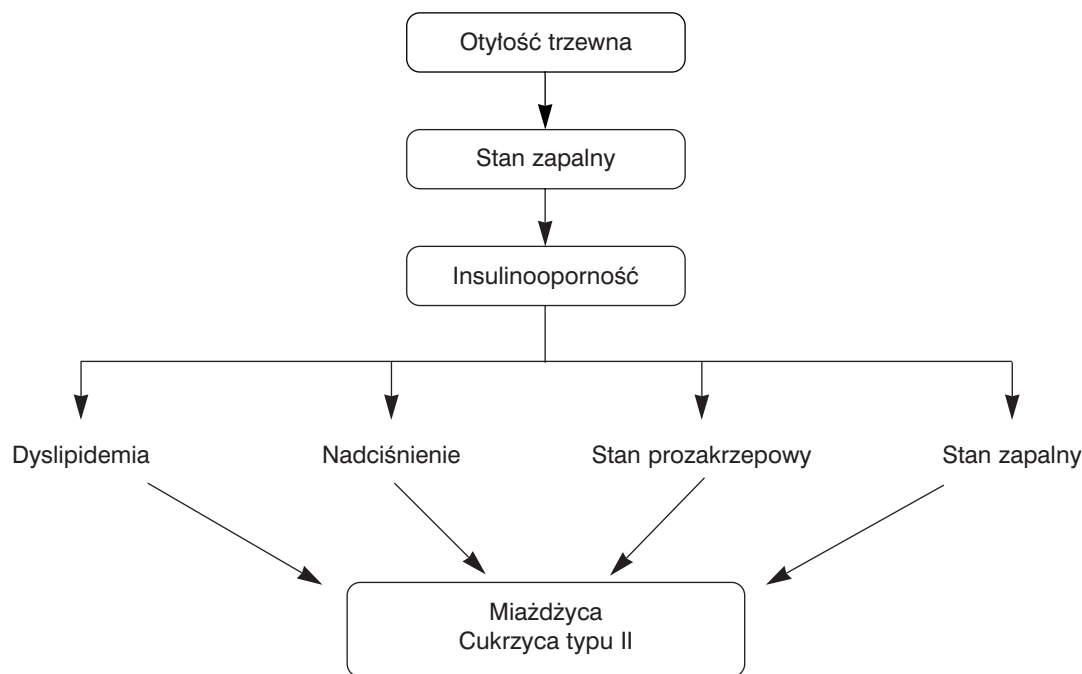 Otyłość trzewna
Stan zapalny
Insulinooporność
Dyslipidemia
Nadciśnienie
Stan prozakrzepowy
Stan zapalny
Miażdżyca
Cukrzyca typu II